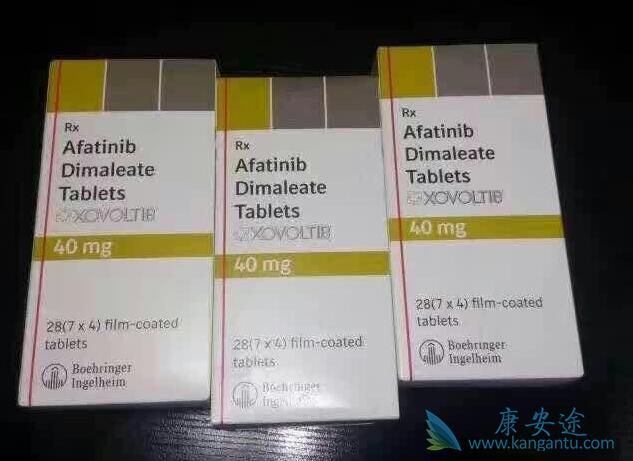 Rx
Afatinib
Dimaleate
Tablets
XOVOLTIB®
40 mg
28(7 x 4) film-coated
tablets
Boehringer
Ingelheim
Rx
Afatinib
Dimaleate
Tablets
XOVOLTIB®
40 mg
28(7 x 4) film-coated
tablets
Boehringer
Ingelheim
Rx
Afatinib
Dimaleate
Tablets
XOVOLTIB®
40 mg
28(7 x 4) film-coated
tablets
Boehringer
Ingelheim
康安途
www.kangantu.com